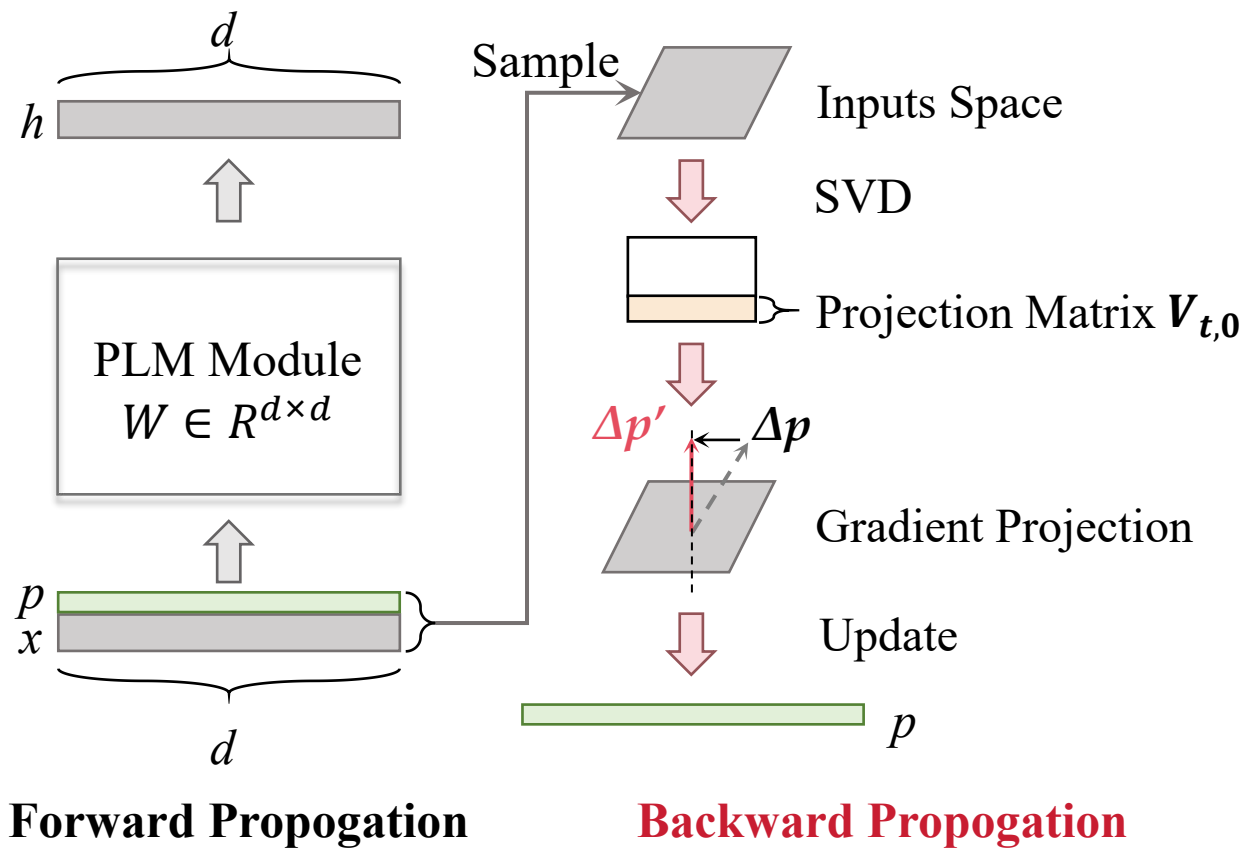 d
h
PLM Module
W ∈ R^{d×d}
p
x
d
Forward Propogation
Sample
Inputs Space
SVD
Projection Matrix V_{t,0}
Δp′ Δp
Gradient Projection
Update
p
Backward Propogation